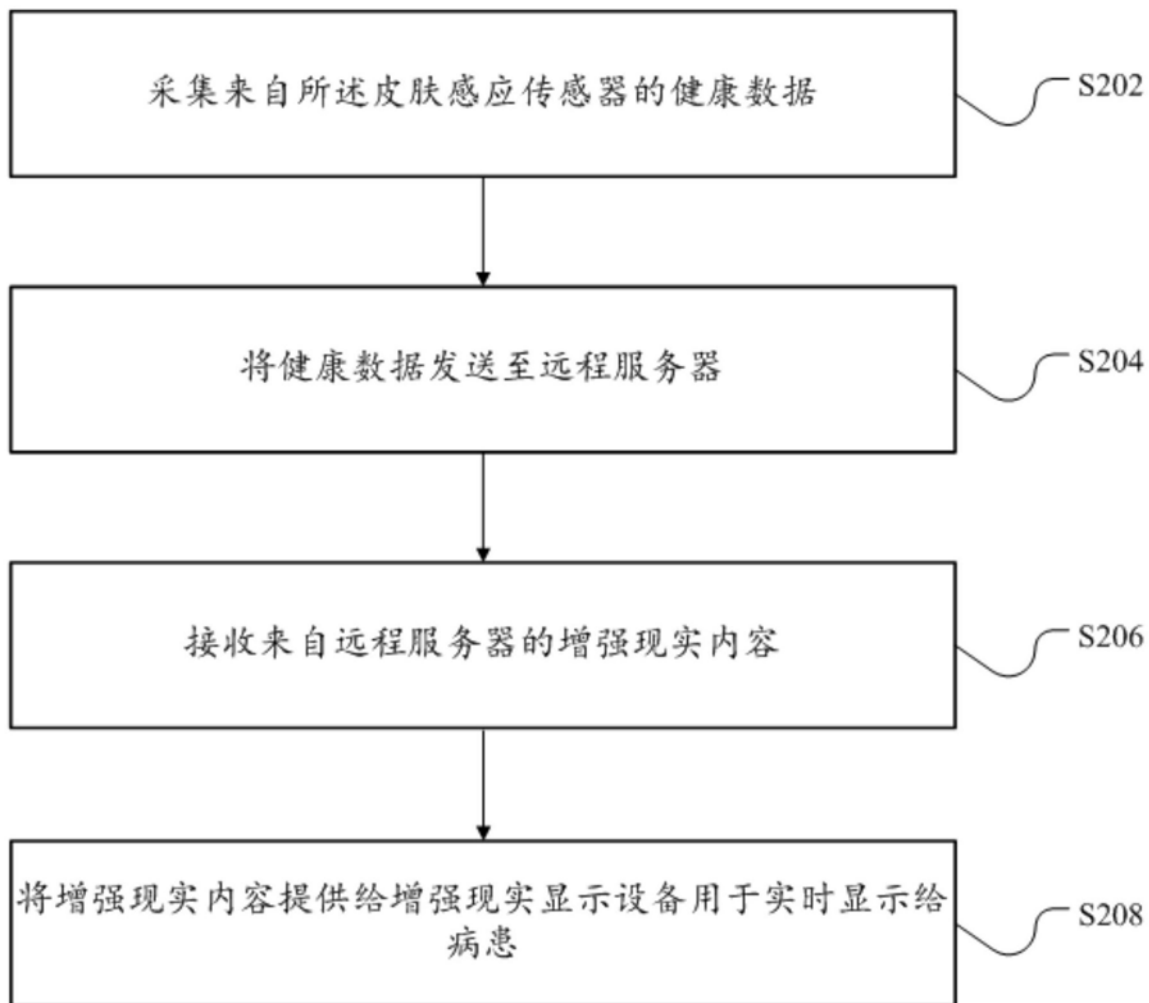 采集来自所述皮肤感应传感器的健康数据
S202
将健康数据发送至远程服务器
S204
接收来自远程服务器的增强现实内容
S206
将增强现实内容提供给增强现实显示设备用于实时显示给
病患
S208